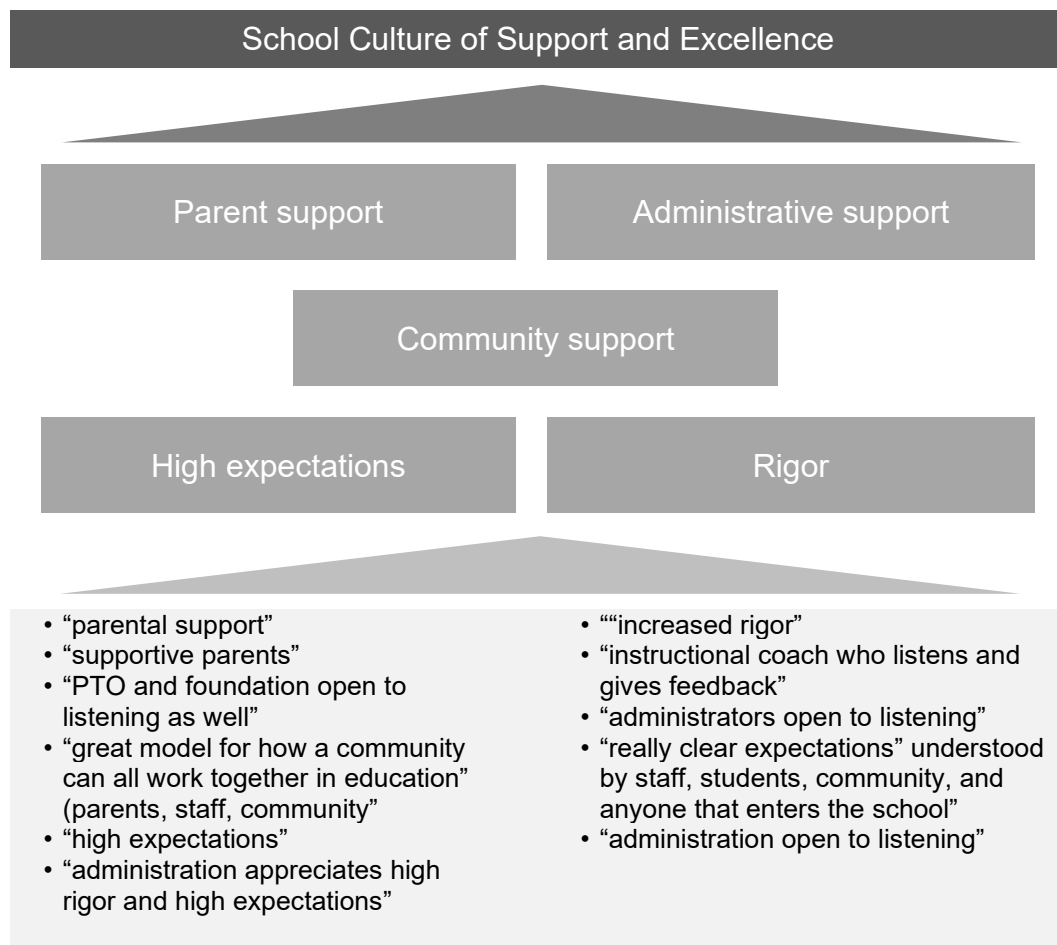 School Culture of Support and Excellence
Parent support
Administrative support
Community support
High expectations
Rigor
• “parental support”
• “supportive parents”
• “PTO and foundation open to
listening as well”
• “great model for how a community
can all work together in education”
(parents, staff, community”
• “high expectations”
• “administration appreciates high
rigor and high expectations”
• ““increased rigor”
• “instructional coach who listens and
gives feedback”
• “administrators open to listening”
• “really clear expectations” understood
by staff, students, community, and
anyone that enters the school”
• “administration open to listening”